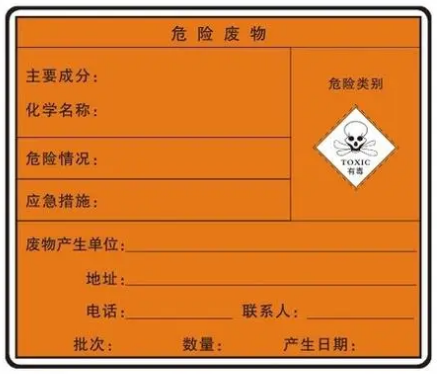 危险废物
主要成分：
化学名称：
危险类别
TOXIC
有毒
危险情况：
应急措施：
废物产生单位：
地址：
电话： 联系人：
批次： 数量： 产生日期：